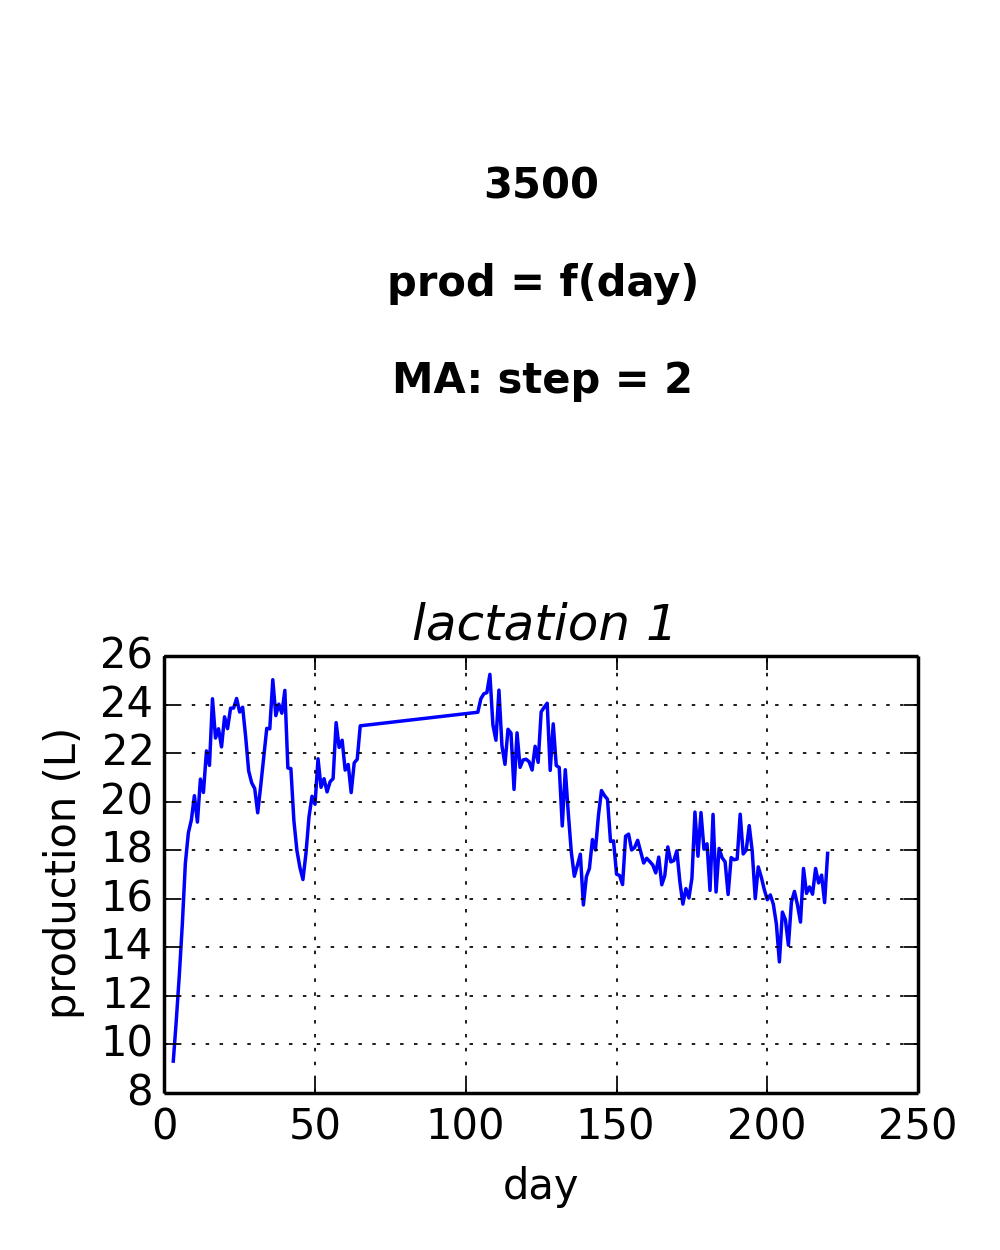 3500
prod = f(day)
MA: step = 2
lactation 1
production (L)
26
24
22
20
18
16
14
12
10
8
0 50 100 150 200 250
day